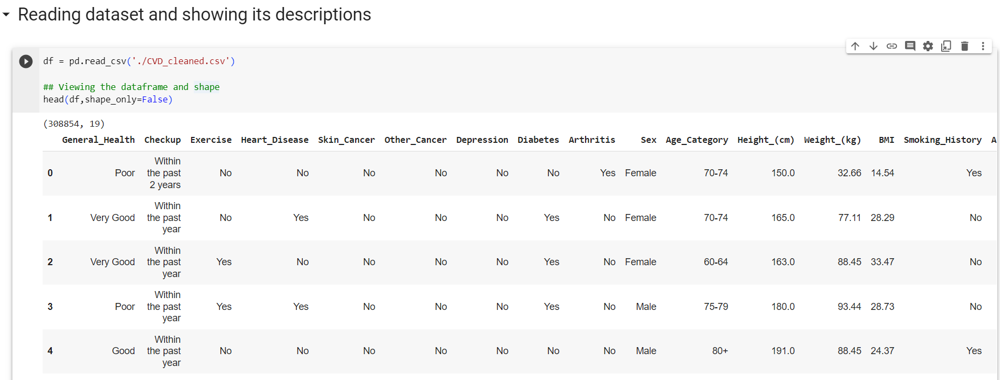 Reading dataset and showing its descriptions
df = pd.read_csv('./CVD_cleaned.csv')
## Viewing the dataframe and shape
head(df,shape_only=False)
(308854, 19)
General_Health Checkup Exercise Heart_Disease Skin_Cancer Other_Cancer Depression Diabetes Arthritis Sex Age_Category Height_(cm) Weight_(kg) BMI Smoking_History A
Within
0 Poor the past No No No No No No Yes Female 70-74 150.0 32.66 14.54 Yes
2 years
Within
1 Very Good the past No Yes No No No Yes No Female 70-74 165.0 77.11 28.29 No
year
Within
2 Very Good the past Yes No No No No Yes No Female 60-64 163.0 88.45 33.47 No
year
Within
3 Poor the past Yes Yes No No No Yes No Male 75-79 180.0 93.44 28.73 No
year
Within
4 Good the past No No No No No No No Male 80+ 191.0 88.45 24.37 Yes
year